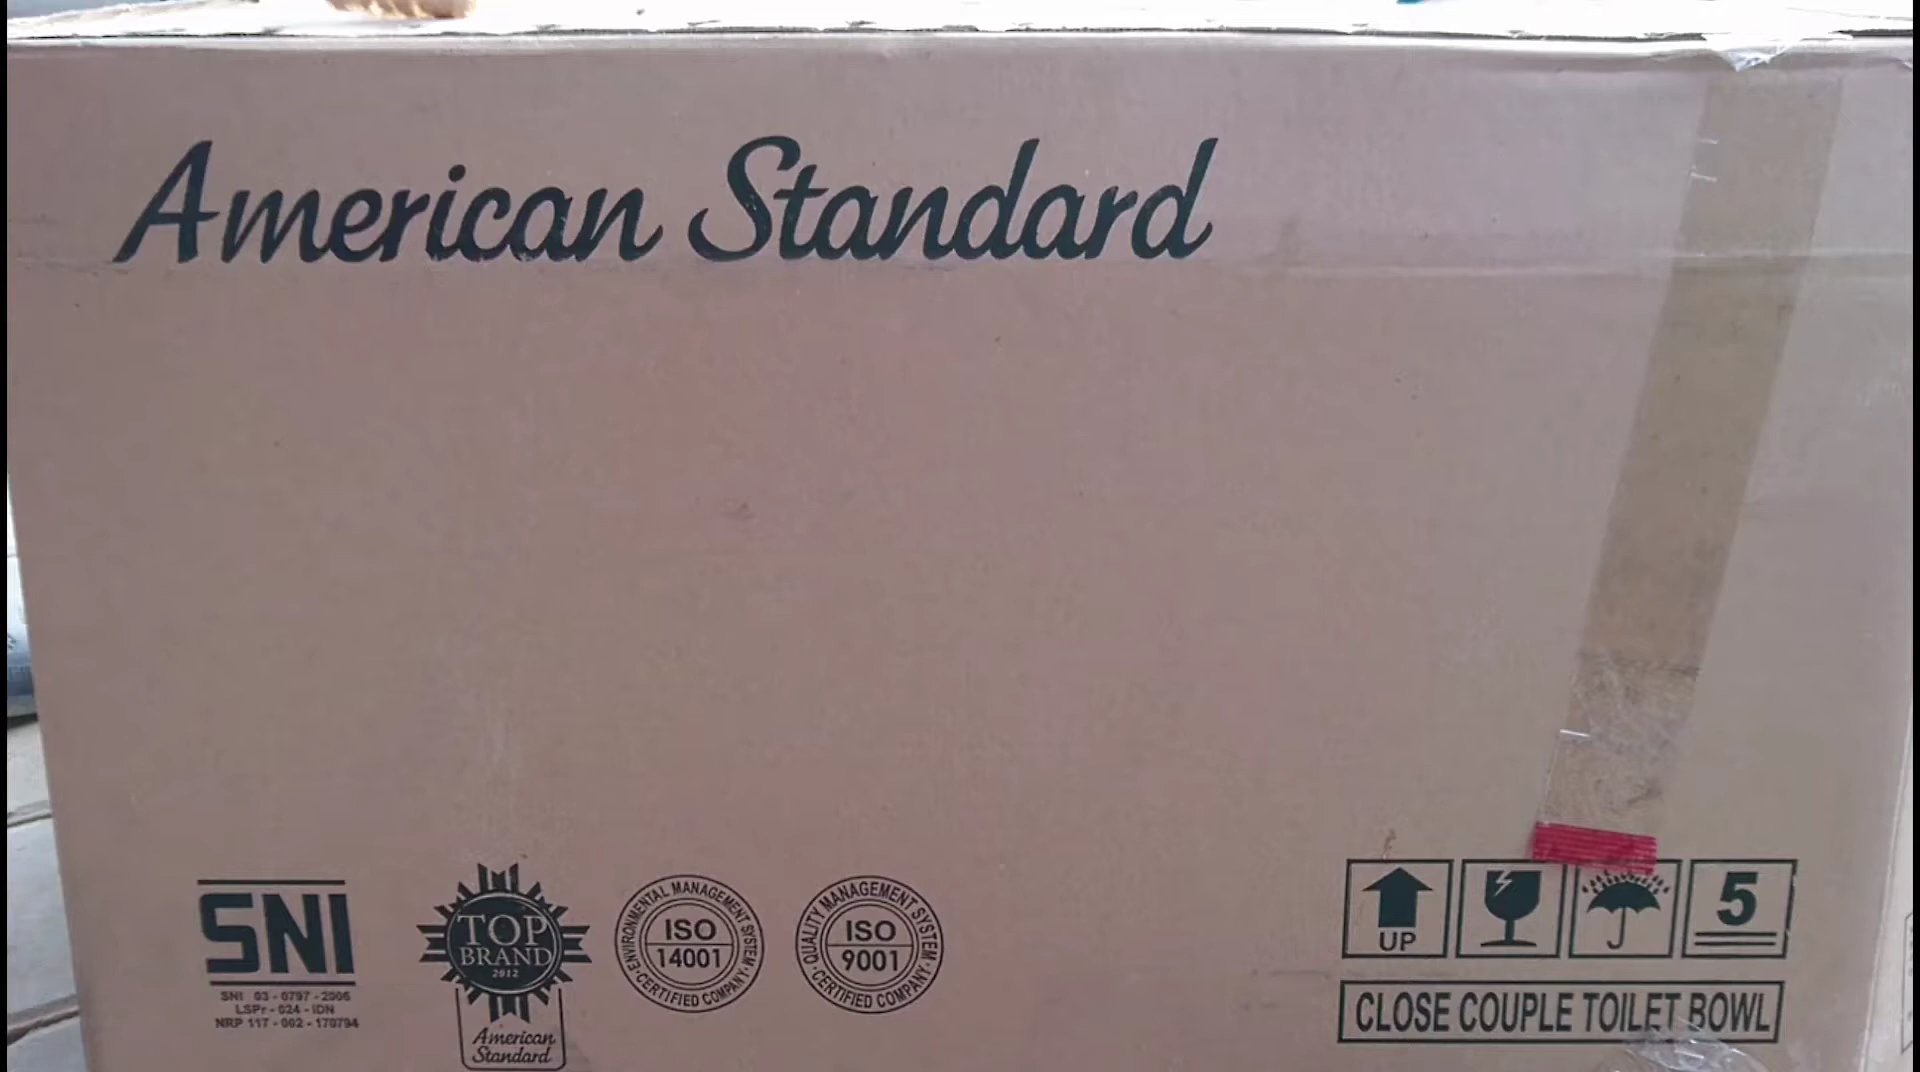 American Standard
SNI
SNI 03 - 0797 - 2006
LSPr - 024 - IDN
NRP 117 - 002 - 170794
TOP
BRAND
2012
American
Standard
ENVIRONMENTAL MANAGEMENT SYSTEM
ISO
14001
CERTIFIED COMPANY
QUALITY MANAGEMENT SYSTEM
ISO
9001
CERTIFIED COMPANY
UP
5
CLOSE COUPLE TOILET BOWL